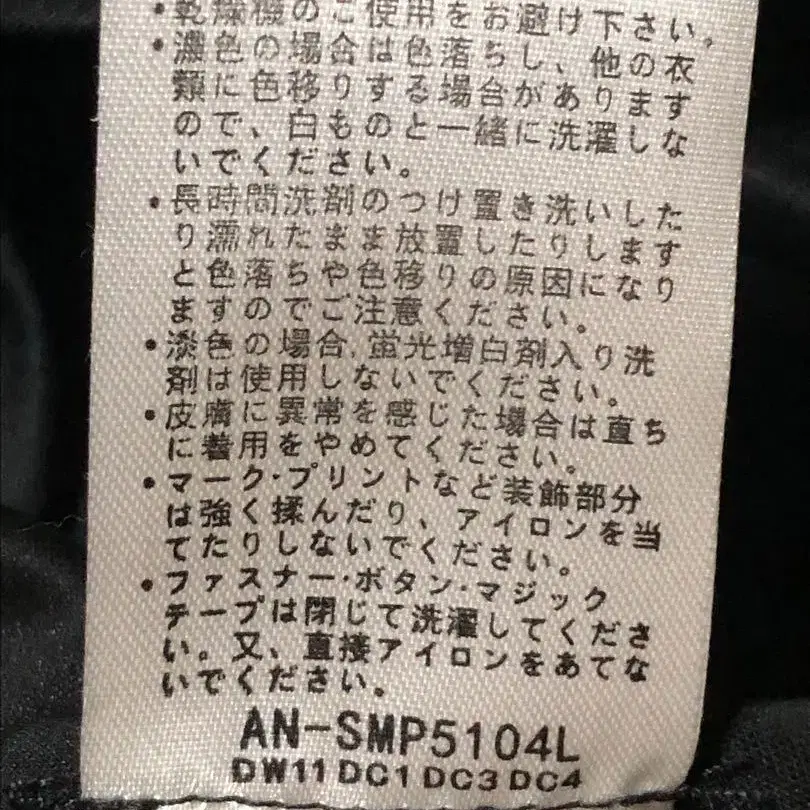 ・乾燥機のご使用をお避け下さい。
・濃色の場合は色落ちし、他の衣
類に色移りする場合がありますの
で、白ものと一緒に洗濯しな
いでください。
・長時間洗剤のつけ置き洗いした
り濡れたまま放置したりします
と色落ちや色移りの原因になり
ますのでご注意ください。
・淡色の場合、蛍光増白剤入り洗
剤は使用しないでください。
・皮膚に異常を感じた場合は直ち
に着用をやめてください。
・マーク・プリントなど装飾部分
は強く揉んだり、アイロンを当
てたりしないでください。
・ファスナー・ボタン・マジック
テープは閉じて洗濯してくださ
い。又、直接アイロンをあてな
いでください。
AN-SMP5104L
DW11 DC1 DC3 DC4